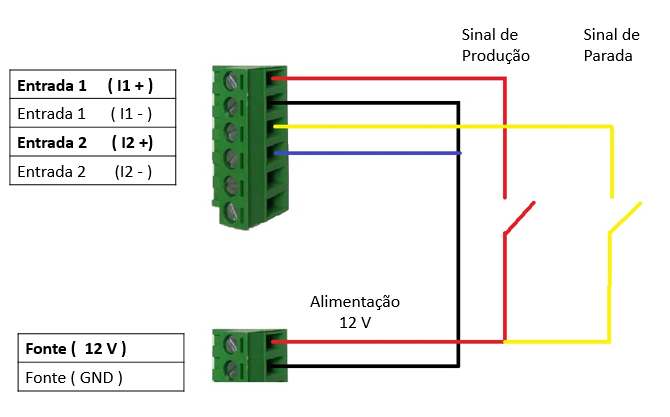 Sinal de
Produção
Sinal de
Parada
Entrada 1 ( I1 + )
Entrada 1 ( I1 - )
Entrada 2 ( I2 +)
Entrada 2 (I2 - )
Alimentação
12 V
Fonte ( 12 V )
Fonte ( GND )